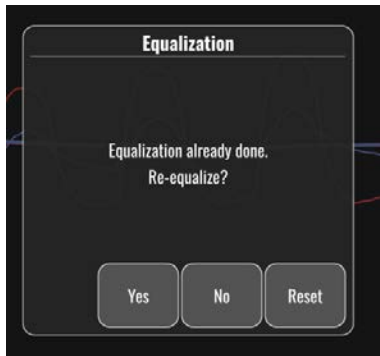 Equalization
Equalization already done.
Re-equalize?
Yes No Reset